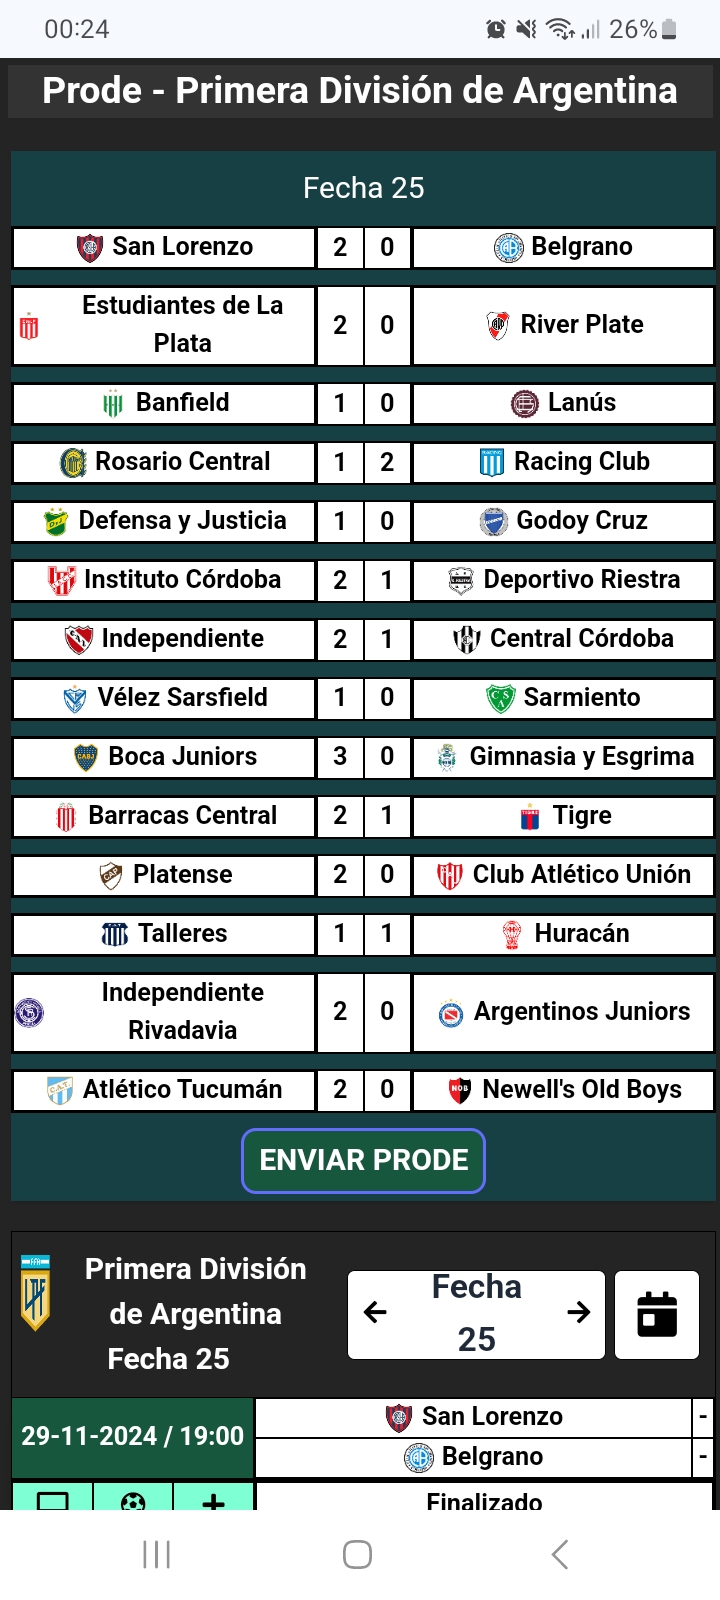 00:24 26%
Prode - Primera División de Argentina
Fecha 25
San Lorenzo 2 0 Belgrano
Estudiantes de La
Plata 2 0 River Plate
Banfield 1 0 Lanús
Rosario Central 1 2 Racing Club
Defensa y Justicia 1 0 Godoy Cruz
Instituto Córdoba 2 1 Deportivo Riestra
Independiente 2 1 Central Córdoba
Vélez Sarsfield 1 0 Sarmiento
Boca Juniors 3 0 Gimnasia y Esgrima
Barracas Central 2 1 Tigre
Platense 2 0 Club Atlético Unión
Talleres 1 1 Huracán
Independiente
Rivadavia 2 0 Argentinos Juniors
Atlético Tucumán 2 0 Newell's Old Boys
ENVIAR PRODE
Primera División
de Argentina
Fecha 25
Fecha
25
29-11-2024 / 19:00
San Lorenzo -
Belgrano -
Finalizado